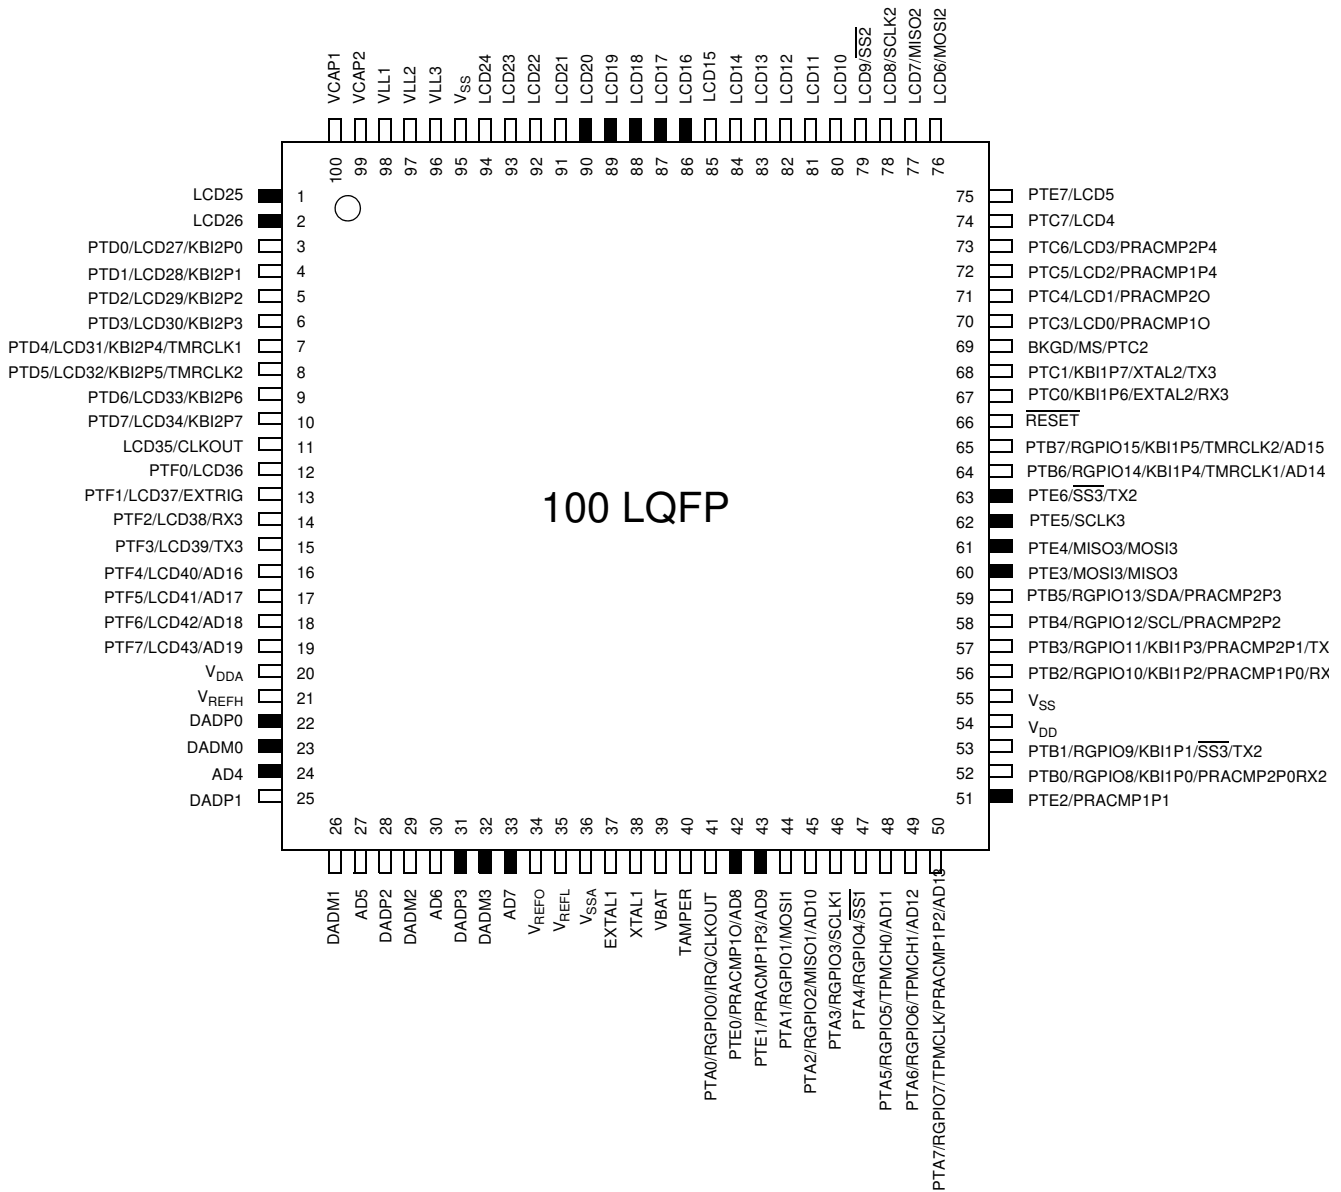 VCAP1
VCAP2
VLL1
VLL2
VLL3
VSS
LCD24
LCD23
LCD22
LCD21
LCD20
LCD19
LCD18
LCD17
LCD16
LCD15
LCD14
LCD13
LCD12
LCD11
LCD10
LCD9/SS2
LCD8/SCLK2
LCD7/MISO2
LCD6/MOSI2
100
99
98
97
96
95
94
93
92
91
90
89
88
87
86
85
84
83
82
81
80
79
78
77
76
LCD25 1
LCD26 2
PTD0/LCD27/KBI2P0 3
PTD1/LCD28/KBI2P1 4
PTD2/LCD29/KBI2P2 5
PTD3/LCD30/KBI2P3 6
PTD4/LCD31/KBI2P4/TMRCLK1 7
PTD5/LCD32/KBI2P5/TMRCLK2 8
PTD6/LCD33/KBI2P6 9
PTD7/LCD34/KBI2P7 10
LCD35/CLKOUT 11
PTF0/LCD36 12
PTF1/LCD37/EXTRIG 13
PTF2/LCD38/RX3 14
PTF3/LCD39/TX3 15
PTF4/LCD40/AD16 16
PTF5/LCD41/AD17 17
PTF6/LCD42/AD18 18
PTF7/LCD43/AD19 19
VDDA 20
VREFH 21
DADP0 22
DADM0 23
AD4 24
DADP1 25
100 LQFP
75 PTE7/LCD5
74 PTC7/LCD4
73 PTC6/LCD3/PRACMP2P4
72 PTC5/LCD2/PRACMP1P4
71 PTC4/LCD1/PRACMP2O
70 PTC3/LCD0/PRACMP1O
69 BKGD/MS/PTC2
68 PTC1/KBI1P7/XTAL2/TX3
67 PTC0/KBI1P6/EXTAL2/RX3
66 RESET
65 PTB7/RGPIO15/KBI1P5/TMRCLK2/AD15
64 PTB6/RGPIO14/KBI1P4/TMRCLK1/AD14
63 PTE6/SS3/TX2
62 PTE5/SCLK3
61 PTE4/MISO3/MOSI3
60 PTE3/MOSI3/MISO3
59 PTB5/RGPIO13/SDA/PRACMP2P3
58 PTB4/RGPIO12/SCL/PRACMP2P2
57 PTB3/RGPIO11/KBI1P3/PRACMP2P1/TX
56 PTB2/RGPIO10/KBI1P2/PRACMP1P0/RX
55 VSS
54 VDD
53 PTB1/RGPIO9/KBI1P1/SS3/TX2
52 PTB0/RGPIO8/KBI1P0/PRACMP2P0RX2
51 PTE2/PRACMP1P1
26
27
28
29
30
31
32
33
34
35
36
37
38
39
40
41
42
43
44
45
46
47
48
49
50
DADM1
AD5
DADP2
DADM2
AD6
DADP3
DADM3
AD7
VREFO
VREFL
VSSA
EXTAL1
XTAL1
VBAT
TAMPER
PTA0/RGPIO0/IRQ/CLKOUT
PTE0/PRACMP1O/AD8
PTE1/PRACMP1P3/AD9
PTA1/RGPIO1/MOSI1
PTA2/RGPIO2/MISO1/AD10
PTA3/RGPIO3/SCLK1
PTA4/RGPIO4/SS1
PTA5/RGPIO5/TPMCH0/AD11
PTA6/RGPIO6/TPMCH1/AD12
PTA7/RGPIO7/TPMCLK/PRACMP1P2/AD13